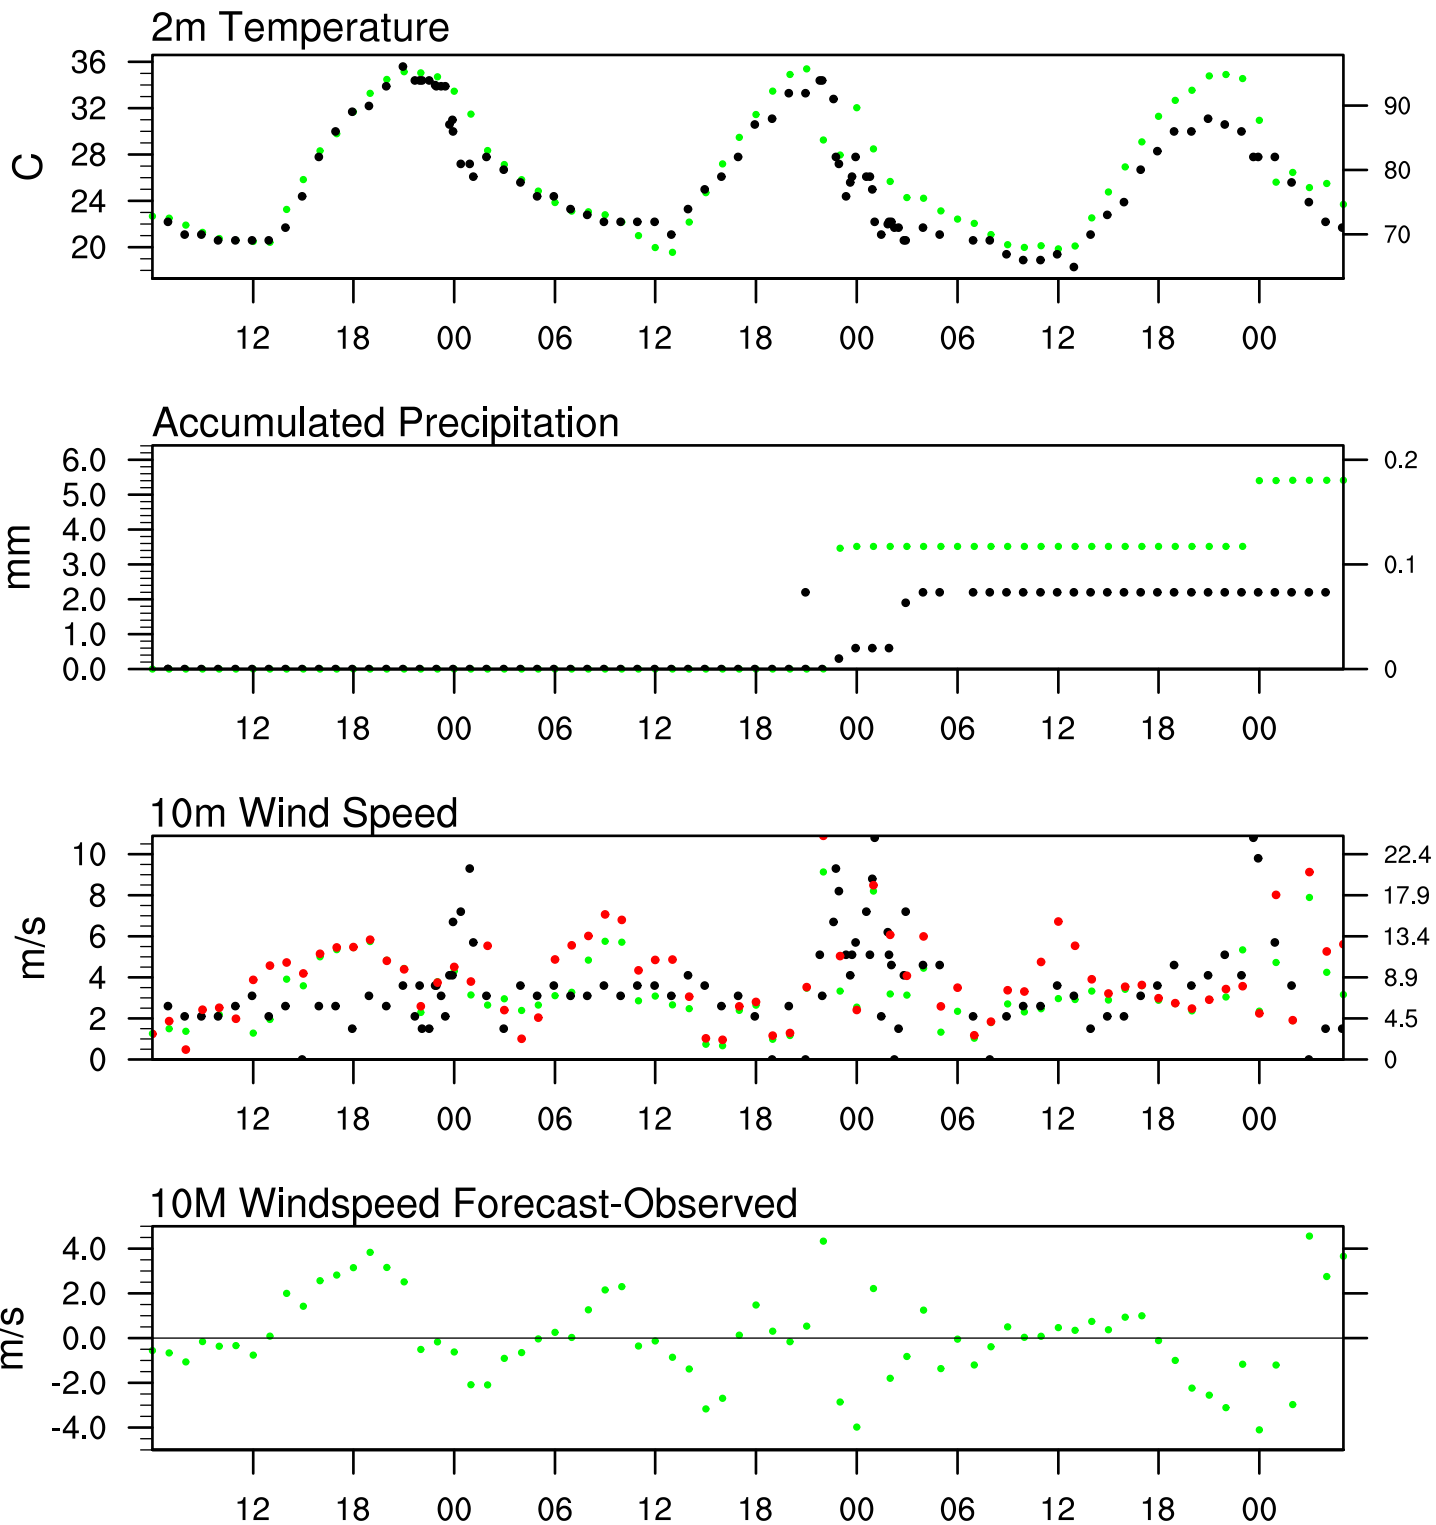 2m Temperature
36
32
28
24
20
C
90
80
70
12 18 00 06 12 18 00 06 12 18 00
Accumulated Precipitation
6.0
5.0
4.0
3.0
2.0
1.0
0.0
mm
0.2
0.1
0
12 18 00 06 12 18 00 06 12 18 00
10m Wind Speed
10
8
6
4
2
0
m/s
22.4
17.9
13.4
8.9
4.5
0
12 18 00 06 12 18 00 06 12 18 00
10M Windspeed Forecast-Observed
4.0
2.0
0.0
-2.0
-4.0
m/s
12 18 00 06 12 18 00 06 12 18 00